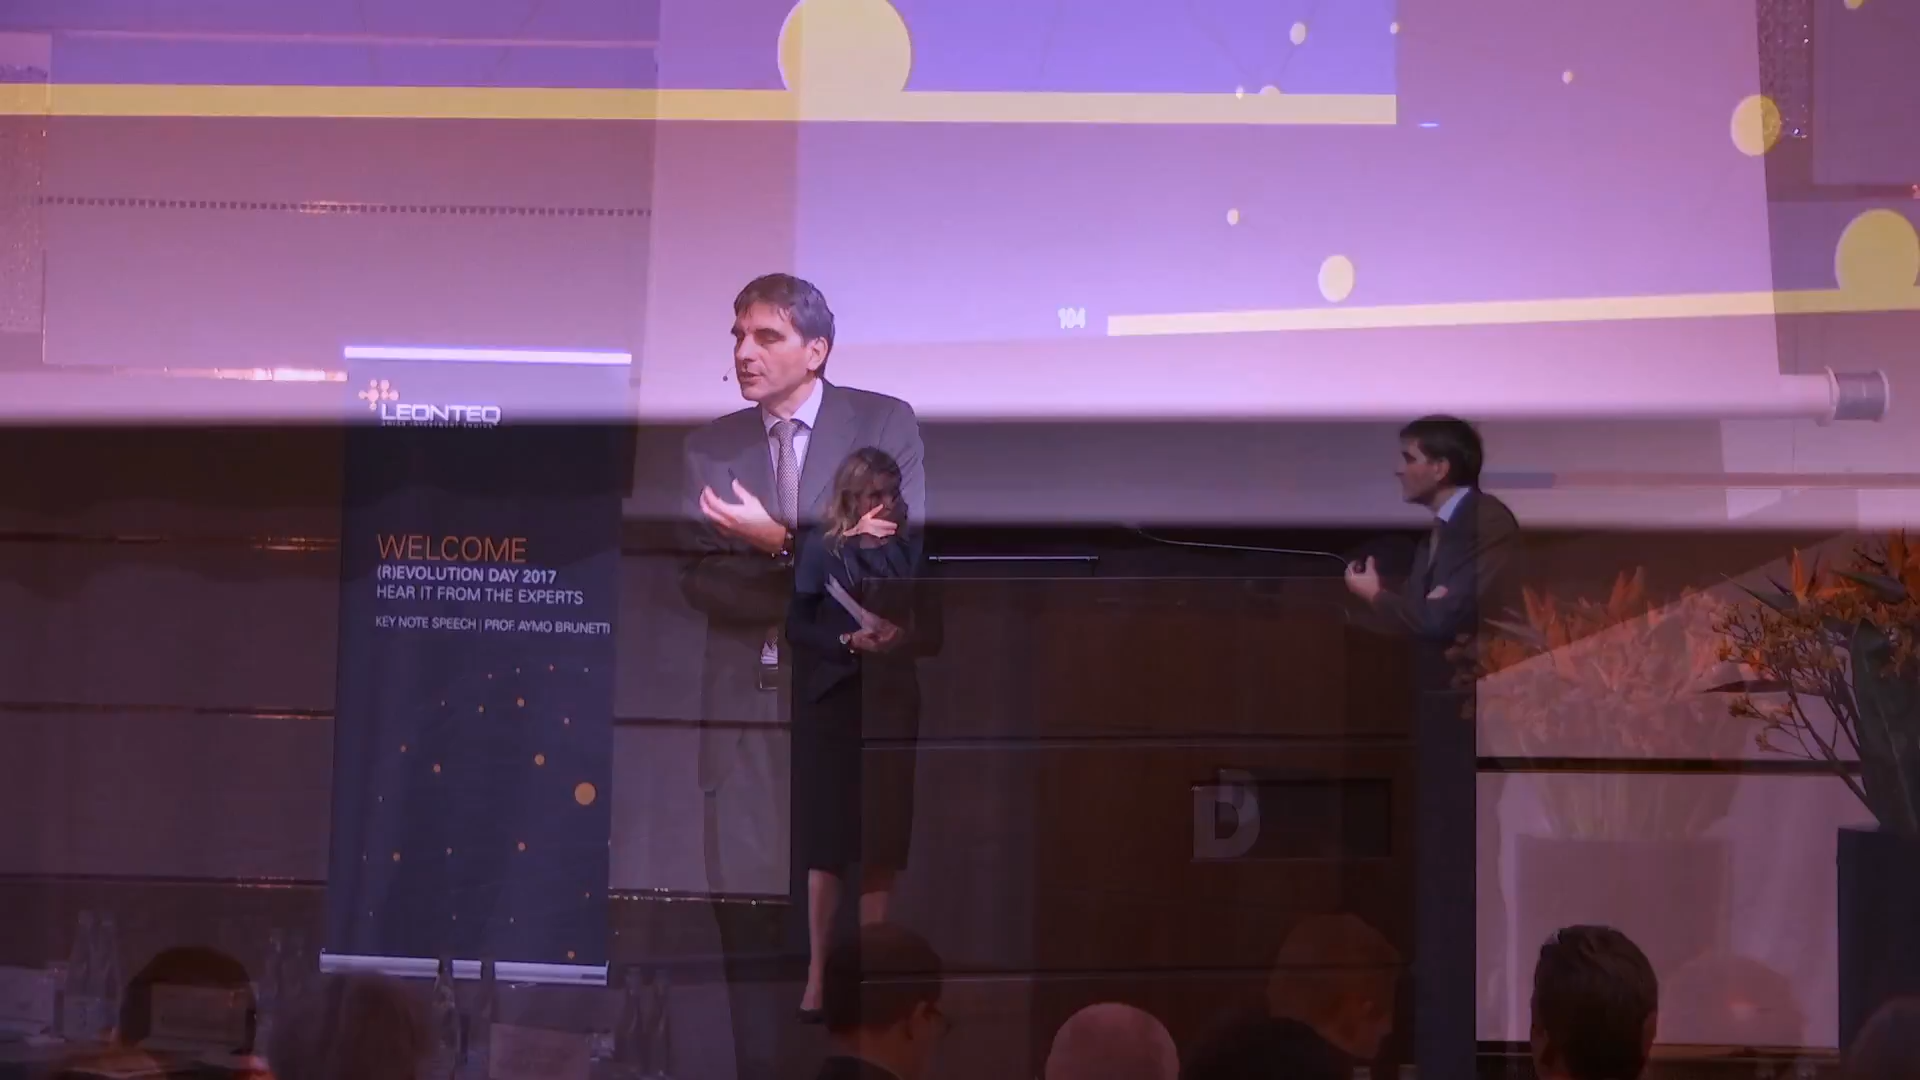 104
LEONTEQ
WELCOME
(R)EVOLUTION DAY 2017
HEAR IT FROM THE EXPERTS
KEY NOTE SPEECH | PROF. AYMO BRUNETTI
D